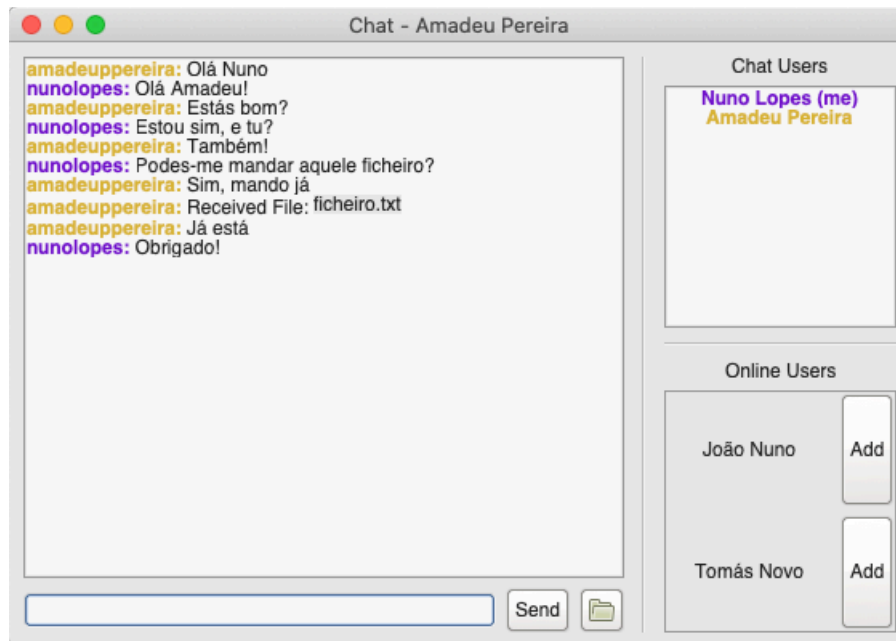 Chat - Amadeu Pereira
amadeuppereira: Olá Nuno
nunolopes: Olá Amadeu!
amadeuppereira: Estás bom?
nunolopes: Estou sim, e tu?
amadeuppereira: Também!
nunolopes: Podes-me mandar aquele ficheiro?
amadeuppereira: Sim, mando já
amadeuppereira: Received File: ficheiro.txt
amadeuppereira: Já está
nunolopes: Obrigado!
Send
Chat Users
Nuno Lopes (me)
Amadeu Pereira
Online Users
João Nuno Add
Tomás Novo Add